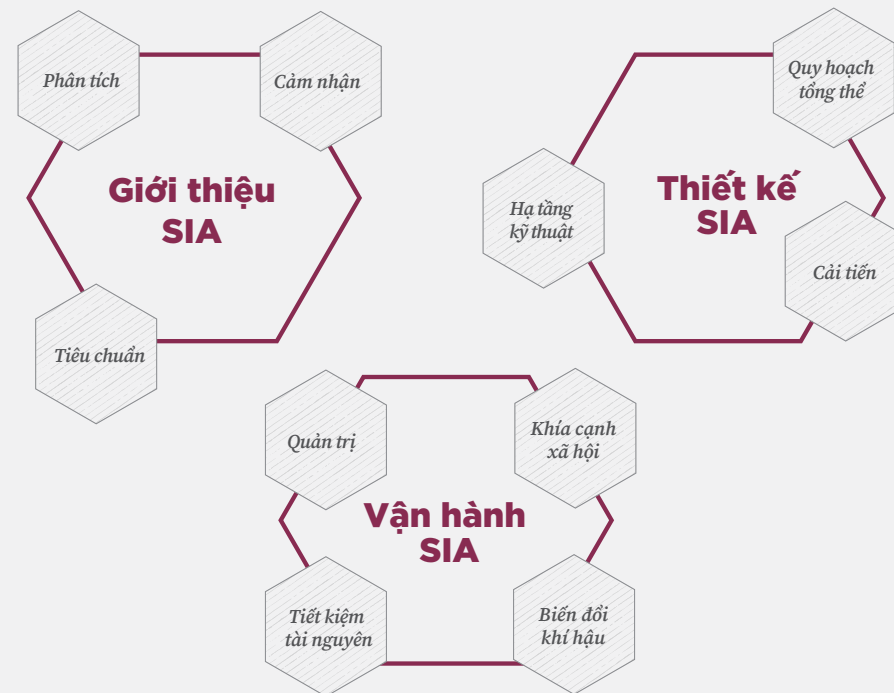 Phân tích
Cảm nhận
Giới thiệu
SIA
Tiêu chuẩn
Quy hoạch
tổng thể
Hạ tầng
kỹ thuật
Thiết kế
SIA
Cải tiến
Quản trị
Khía cạnh
xã hội
Vận hành
SIA
Tiết kiệm
tài nguyên
Biến đổi
khí hậu